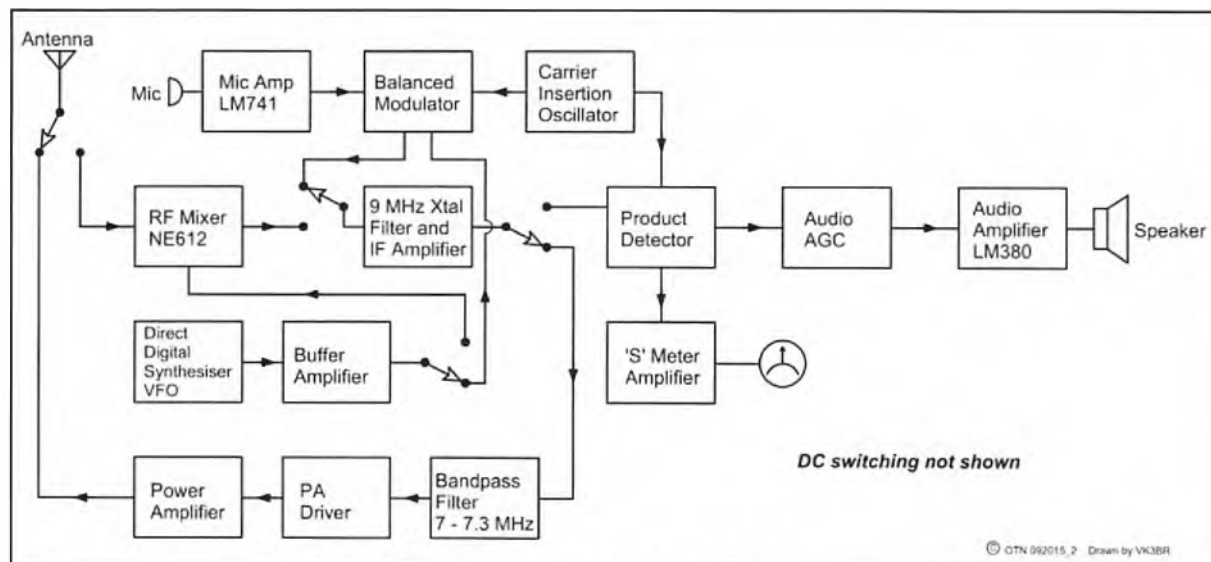 Antenna
Mic
Mic Amp
LM741
Balanced
Modulator
Carrier
Insertion
Oscillator
RF Mixer
NE612
9 MHz Xtal
Filter and
IF Amplifier
Product
Detector
Audio
AGC
Audio
Amplifier
LM380
Speaker
Direct
Digital
Synthesiser
VFO
Buffer
Amplifier
'S' Meter
Amplifier
DC switching not shown
Power
Amplifier
PA
Driver
Bandpass
Filter
7 - 7.3 MHz
© OTN 092015_2 Drawn by VK3BR